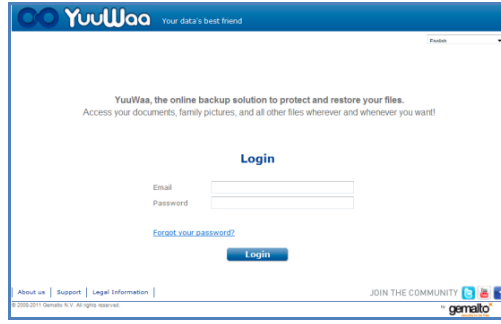 YuuWaa Your data's best friend
English
YuuWaa, the online backup solution to protect and restore your files.
Access your documents, family pictures, and all other files wherever and whenever you want!
Login
Email
Password
Forgot your password?
Login
About us | Support | Legal Information |
JOIN THE COMMUNITY
© 2008-2011 Gemalto N.V. All rights reserved.
by gemalto